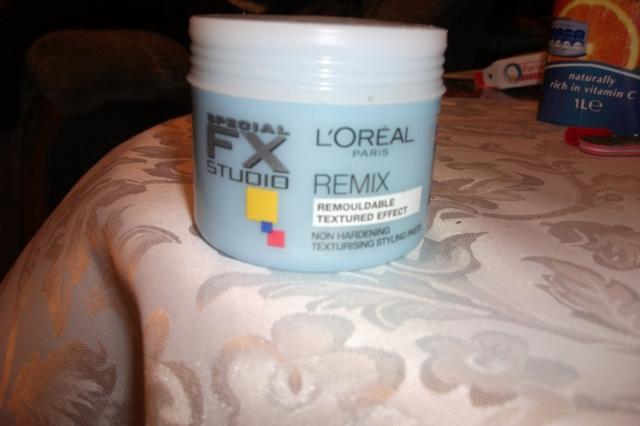 SPECIAL
FX
STUDIO
L'ORÉAL
PARIS
REMIX
REMOULDABLE
TEXTURED EFFECT
NON HARDENING
TEXTURISING STYLING PASTE
naturally
rich in vitamin C
1L℮